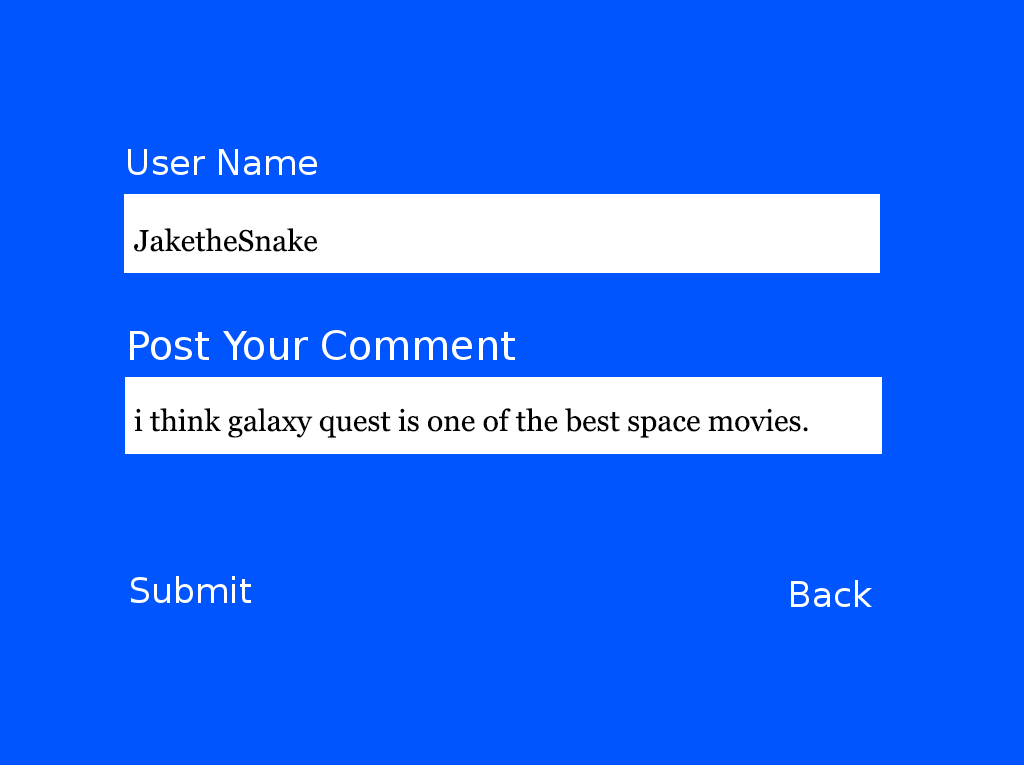 User Name
JaketheSnake
Post Your Comment
i think galaxy quest is one of the best space movies.
Submit
Back